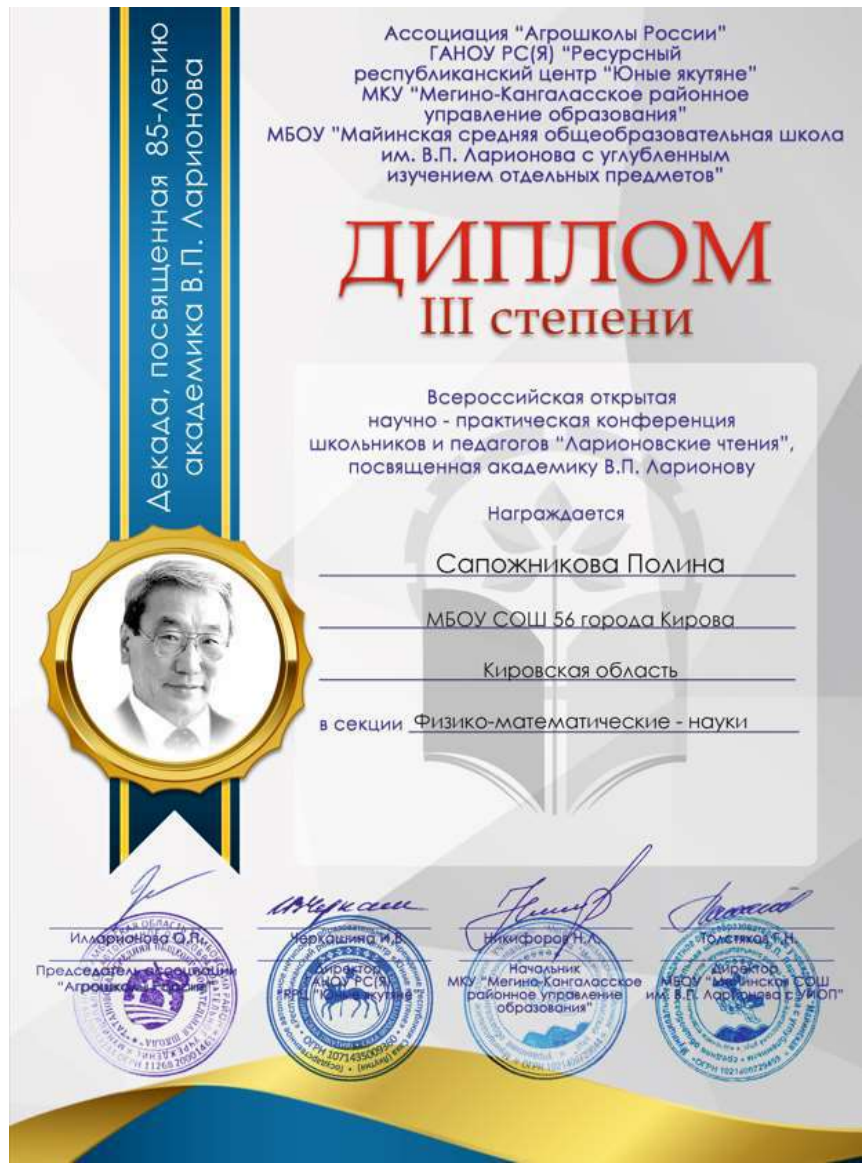 Декада, посвященная 85-летию
академика В.П. Ларионова
Ассоциация "Агрошколы России"
ГАНОУ РС(Я) "Ресурсный
республиканский центр "Юные якутяне"
МКУ "Мегино-Кангаласское районное
управление образования"
МБОУ "Майинская средняя общеобразовательная школа
им. В.П. Ларионова с углубленным
изучением отдельных предметов"
ДИПЛОМ
III степени
Всероссийская открытая
научно - практическая конференция
школьников и педагогов "Ларионовские чтения",
посвященная академику В.П. Ларионову
Награждается
Сапожникова Полина
МБОУ СОШ 56 города Кирова
Кировская область
в секции Физико-математические - науки
Илларионова О.П.
Председатель ассоциации
"Агрошколы России"
Черкашина И.В.
Директор
ГАНОУ РС(Я)
РРЦ "Юные якутяне"
ОГРН 1071435009360
Никифоров Н.Л.
Начальник
МКУ "Мегино-Кангаласское
районное управление
образования"
Толстяков Г.Н.
Директор
МБОУ "Майинская СОШ
им. В.П. Ларионова с УИОП"